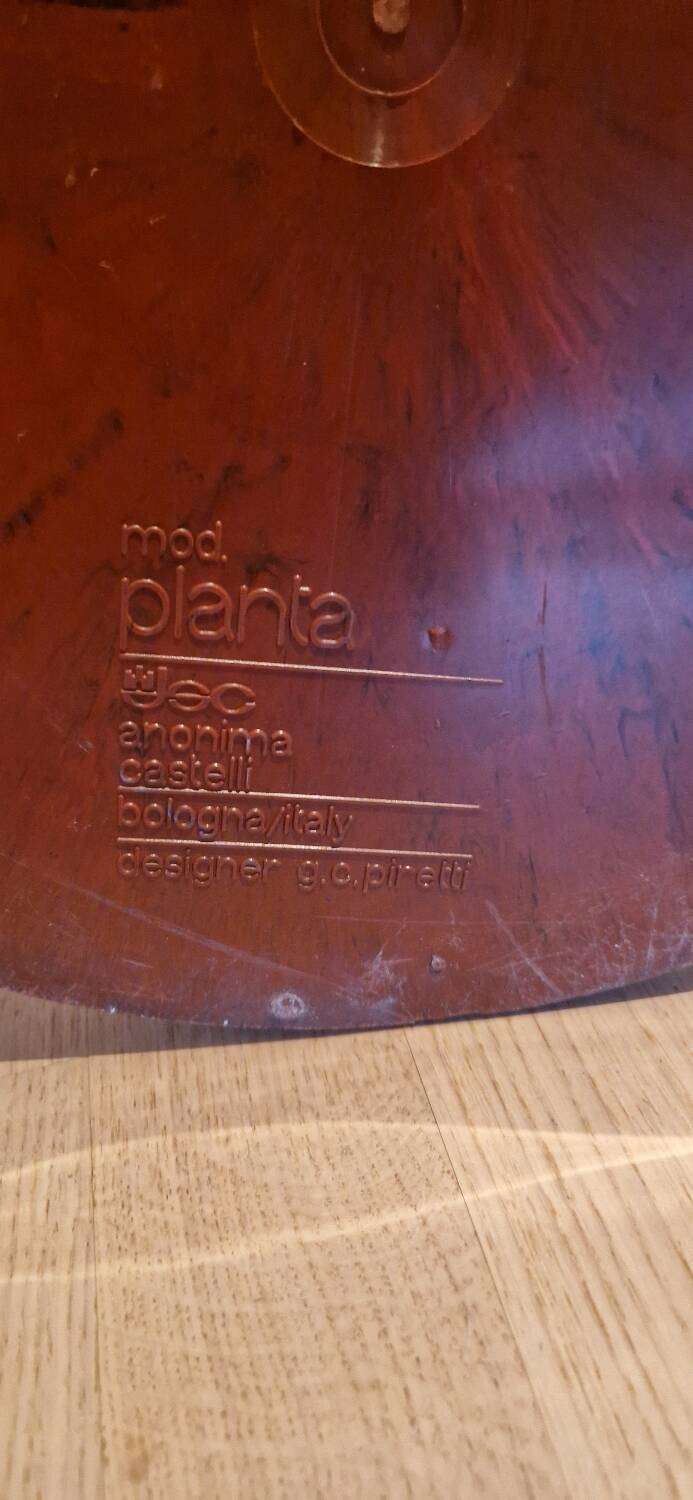 mod.
planta
anonima
castelli
bologna/italy
designer g.c.piretti